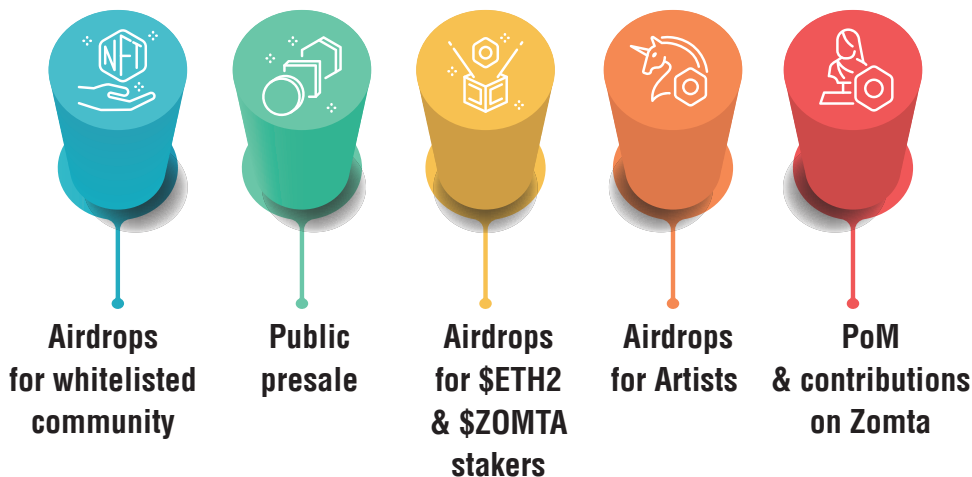 NFT
Airdrops
for whitelisted
community
Public
presale
Airdrops
for $ETH2
& $ZOMTA
stakers
Airdrops
for Artists
PoM
& contributions
on Zomta